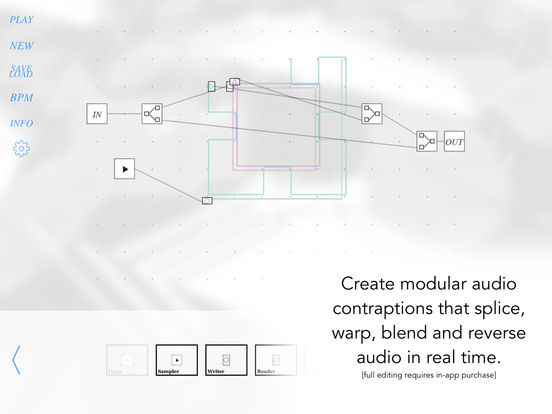 PLAY
NEW
SAVE
LOAD
BPM
INFO
IN
OUT
Create modular audio
contraptions that splice,
warp, blend and reverse
audio in real time.
[full editing requires in-app purchase]
Input
Sampler
Writer
Reader